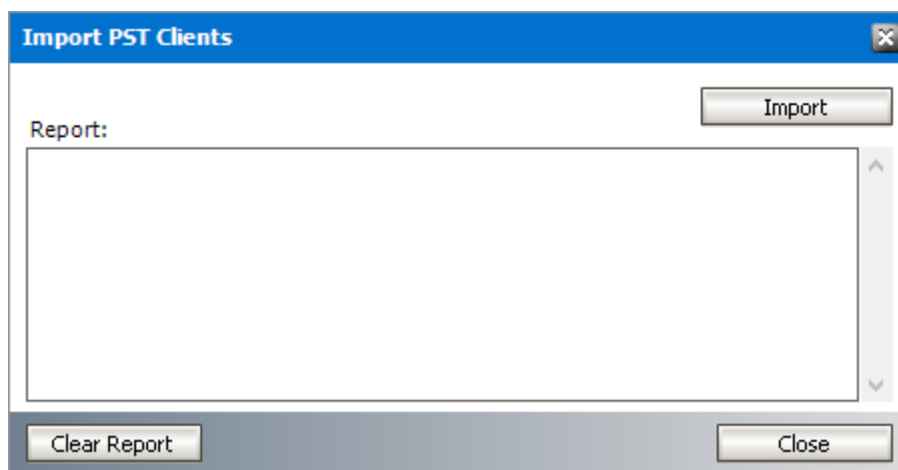 Import PST Clients
Import
Report:
Clear Report
Close